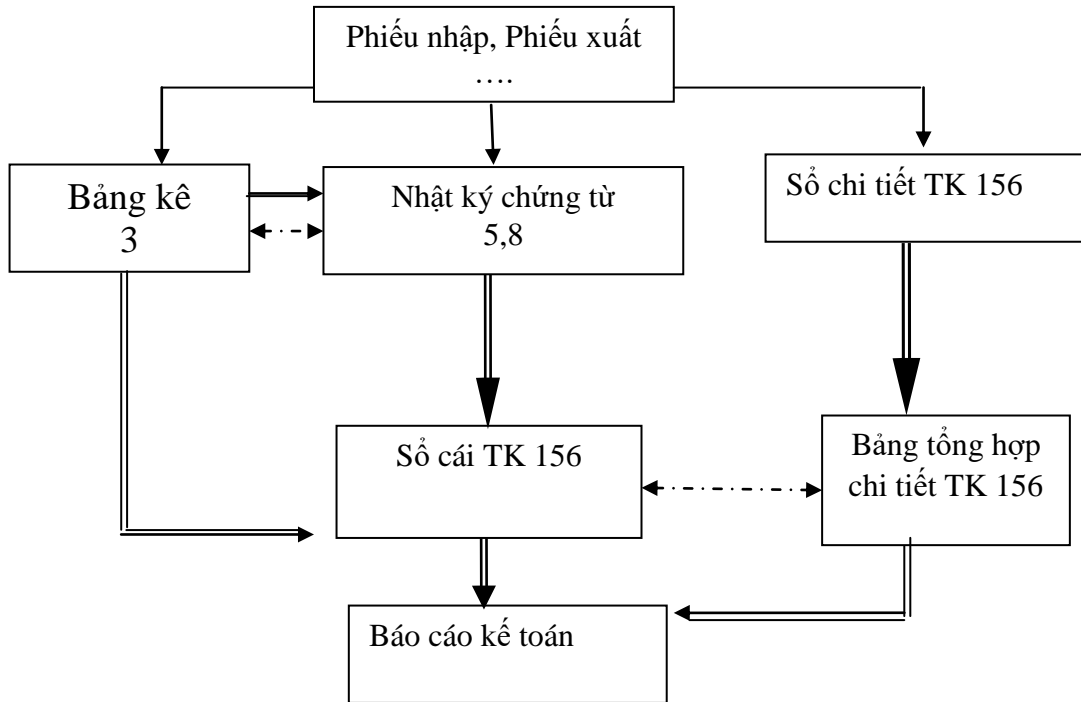 Phiếu nhập, Phiếu xuất
….
Bảng kê
3
Nhật ký chứng từ
5,8
Sổ chi tiết TK 156
Sổ cái TK 156
Bảng tổng hợp
chi tiết TK 156
Báo cáo kế toán